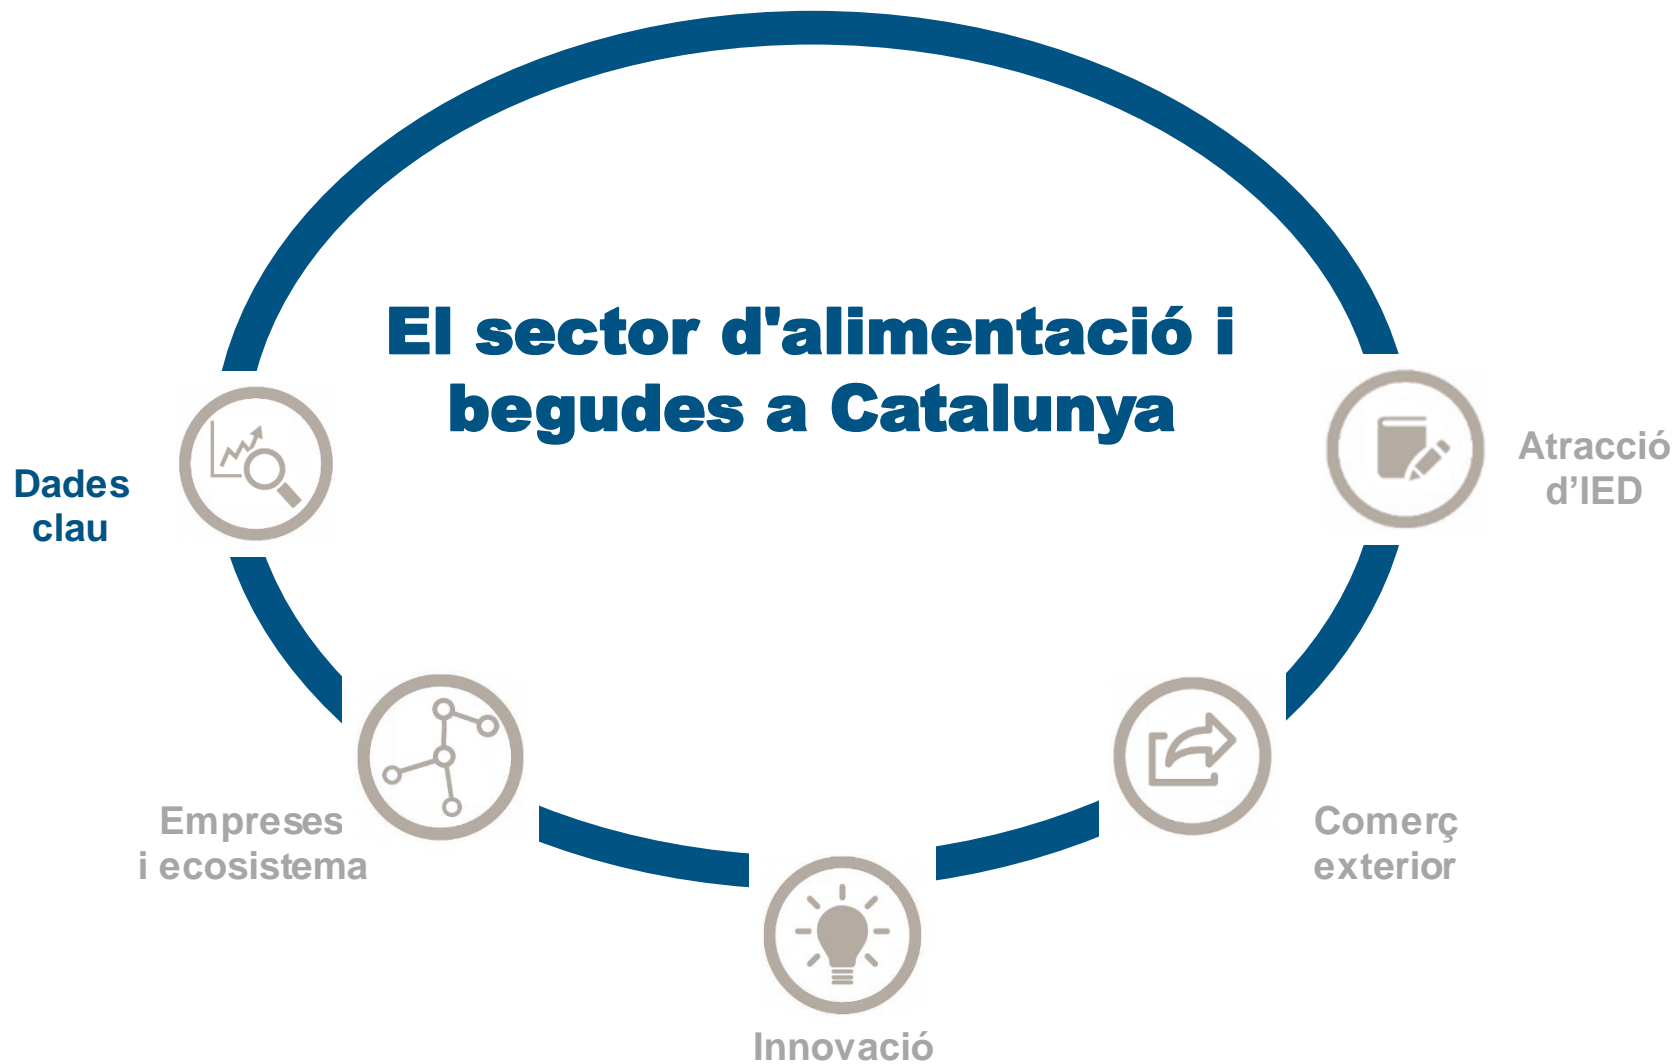 El sector d'alimentació i
begudes a Catalunya
Dades
clau
Empreses
i ecosistema
Innovació
Comerç
exterior
Atracció
d’IED